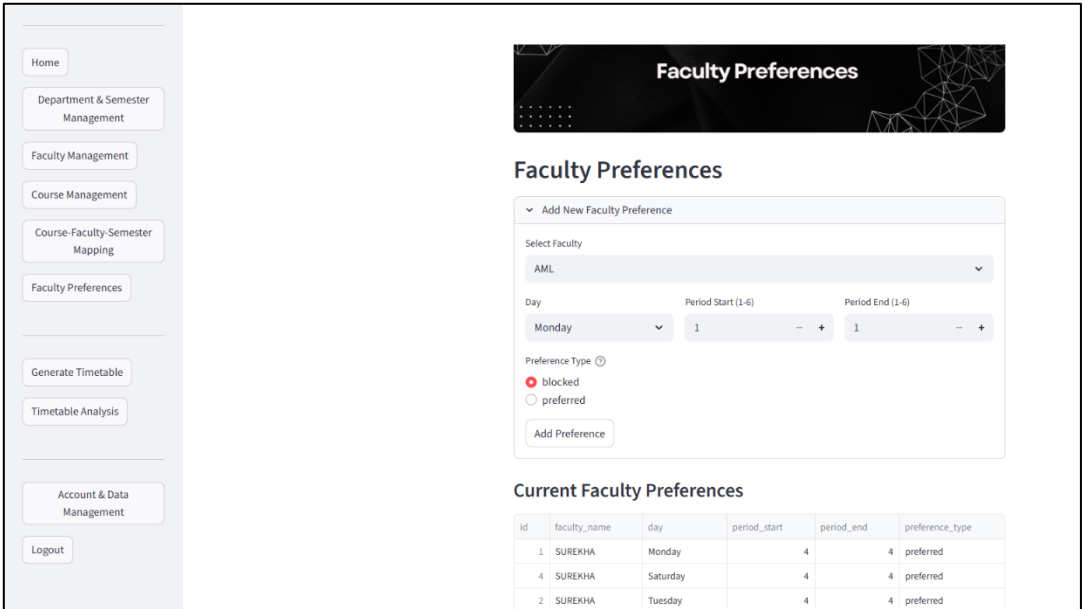 Home
Department & Semester
Management
Faculty Management
Course Management
Course-Faculty-Semester
Mapping
Faculty Preferences
Generate Timetable
Timetable Analysis
Account & Data
Management
Logout
Faculty Preferences
Faculty Preferences
Add New Faculty Preference
Select Faculty
AML
Day Period Start (1-6) Period End (1-6)
Monday 1 − + 1 − +
Preference Type ?
blocked
preferred
Add Preference
Current Faculty Preferences
id faculty_name day period_start period_end preference_type
1 SUREKHA Monday 4 4 preferred
4 SUREKHA Saturday 4 4 preferred
2 SUREKHA Tuesday 4 4 preferred